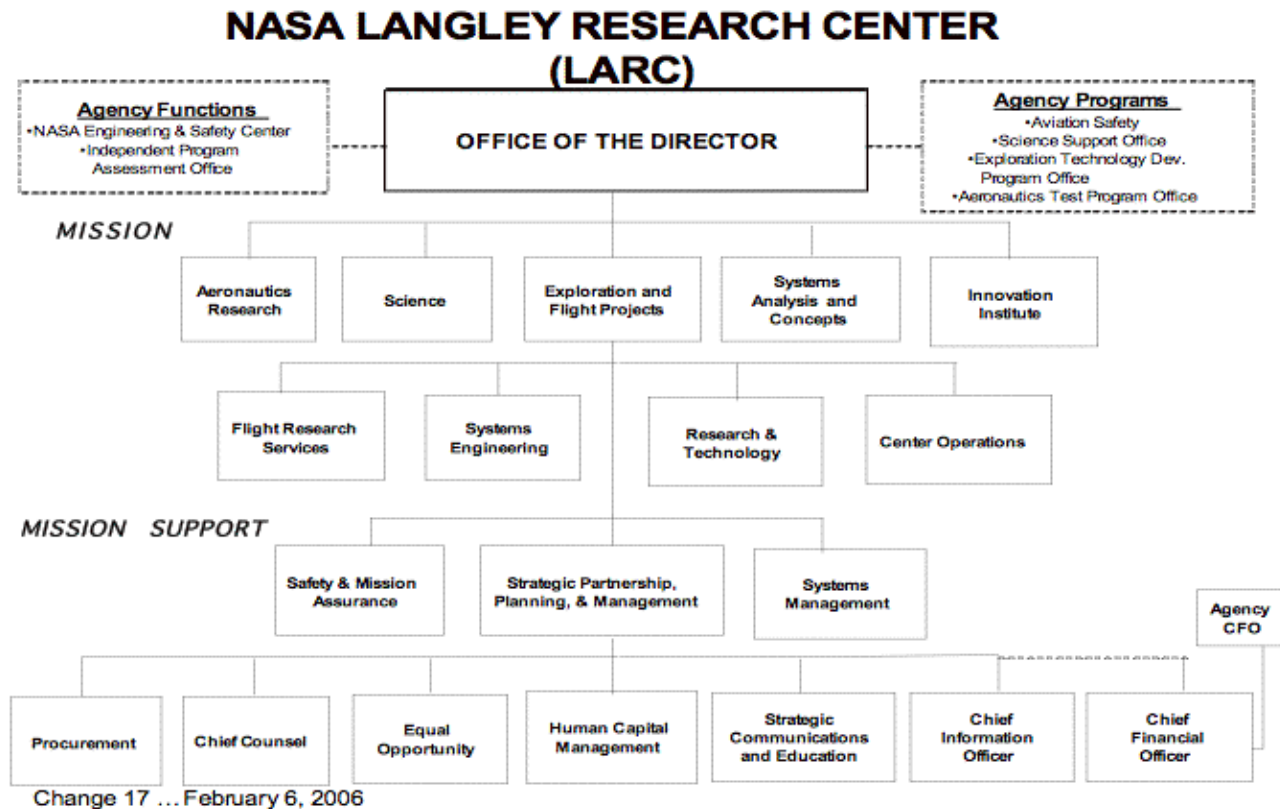 NASA LANGLEY RESEARCH CENTER
(LARC)
Agency Functions
•NASA Engineering & Safety Center
•Independent Program
Assessment Office
OFFICE OF THE DIRECTOR
Agency Programs
•Aviation Safety
•Science Support Office
•Exploration Technology Dev.
Program Office
•Aeronautics Test Program Office
MISSION
Aeronautics
Research
Science
Exploration and
Flight Projects
Systems
Analysis and
Concepts
Innovation
Institute
Flight Research
Services
Systems
Engineering
Research &
Technology
Center Operations
MISSION SUPPORT
Safety & Mission
Assurance
Strategic Partnership,
Planning, & Management
Systems
Management
Agency
CFO
Procurement
Chief Counsel
Equal
Opportunity
Human Capital
Management
Strategic
Communications
and Education
Chief
Information
Officer
Chief
Financial
Officer
Change 17 ... February 6, 2006